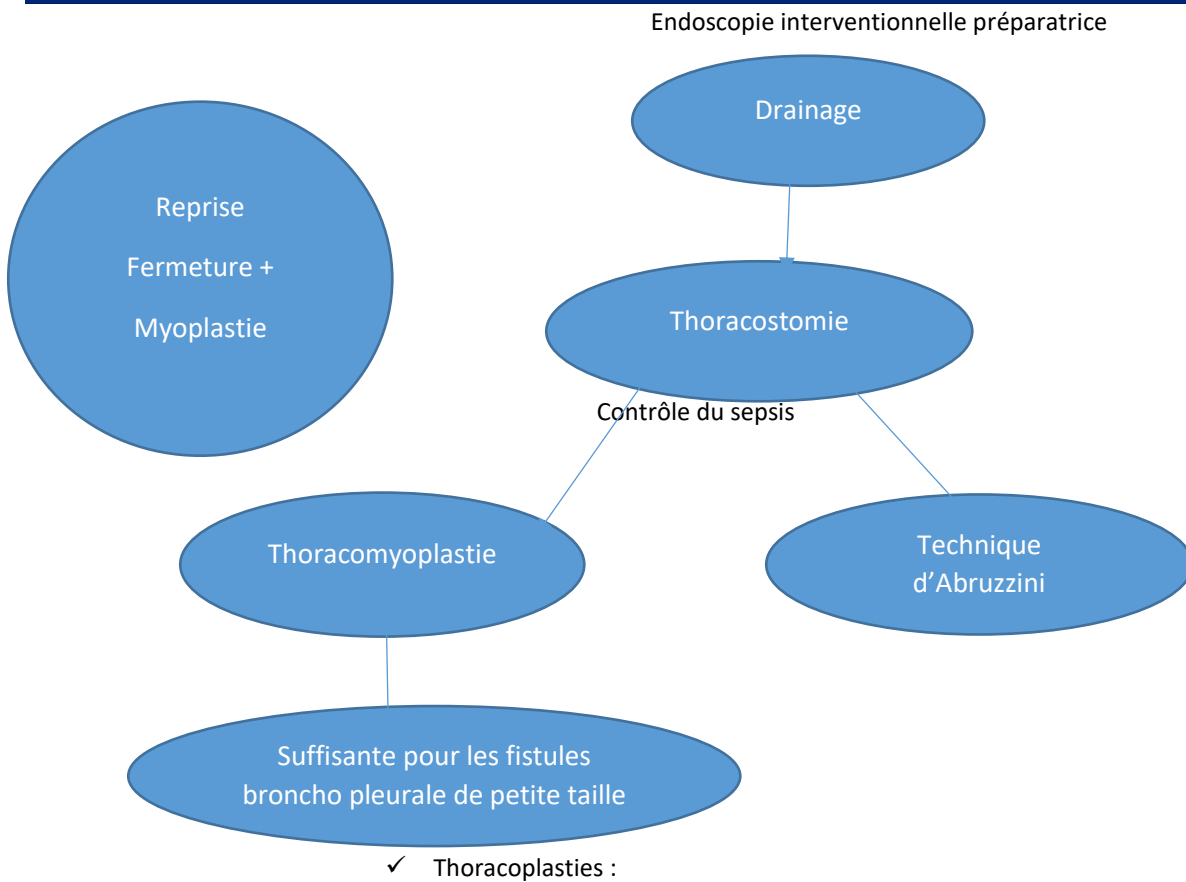 Endoscopie interventionnelle préparatrice
Drainage
Reprise
Fermeture +
Myoplastie
Thoracostomie
Contrôle du sepsis
Thoracomyoplastie
Technique
d’Abruzzini
Suffisante pour les fistules
broncho pleurale de petite taille
✓ Thoracoplasties :